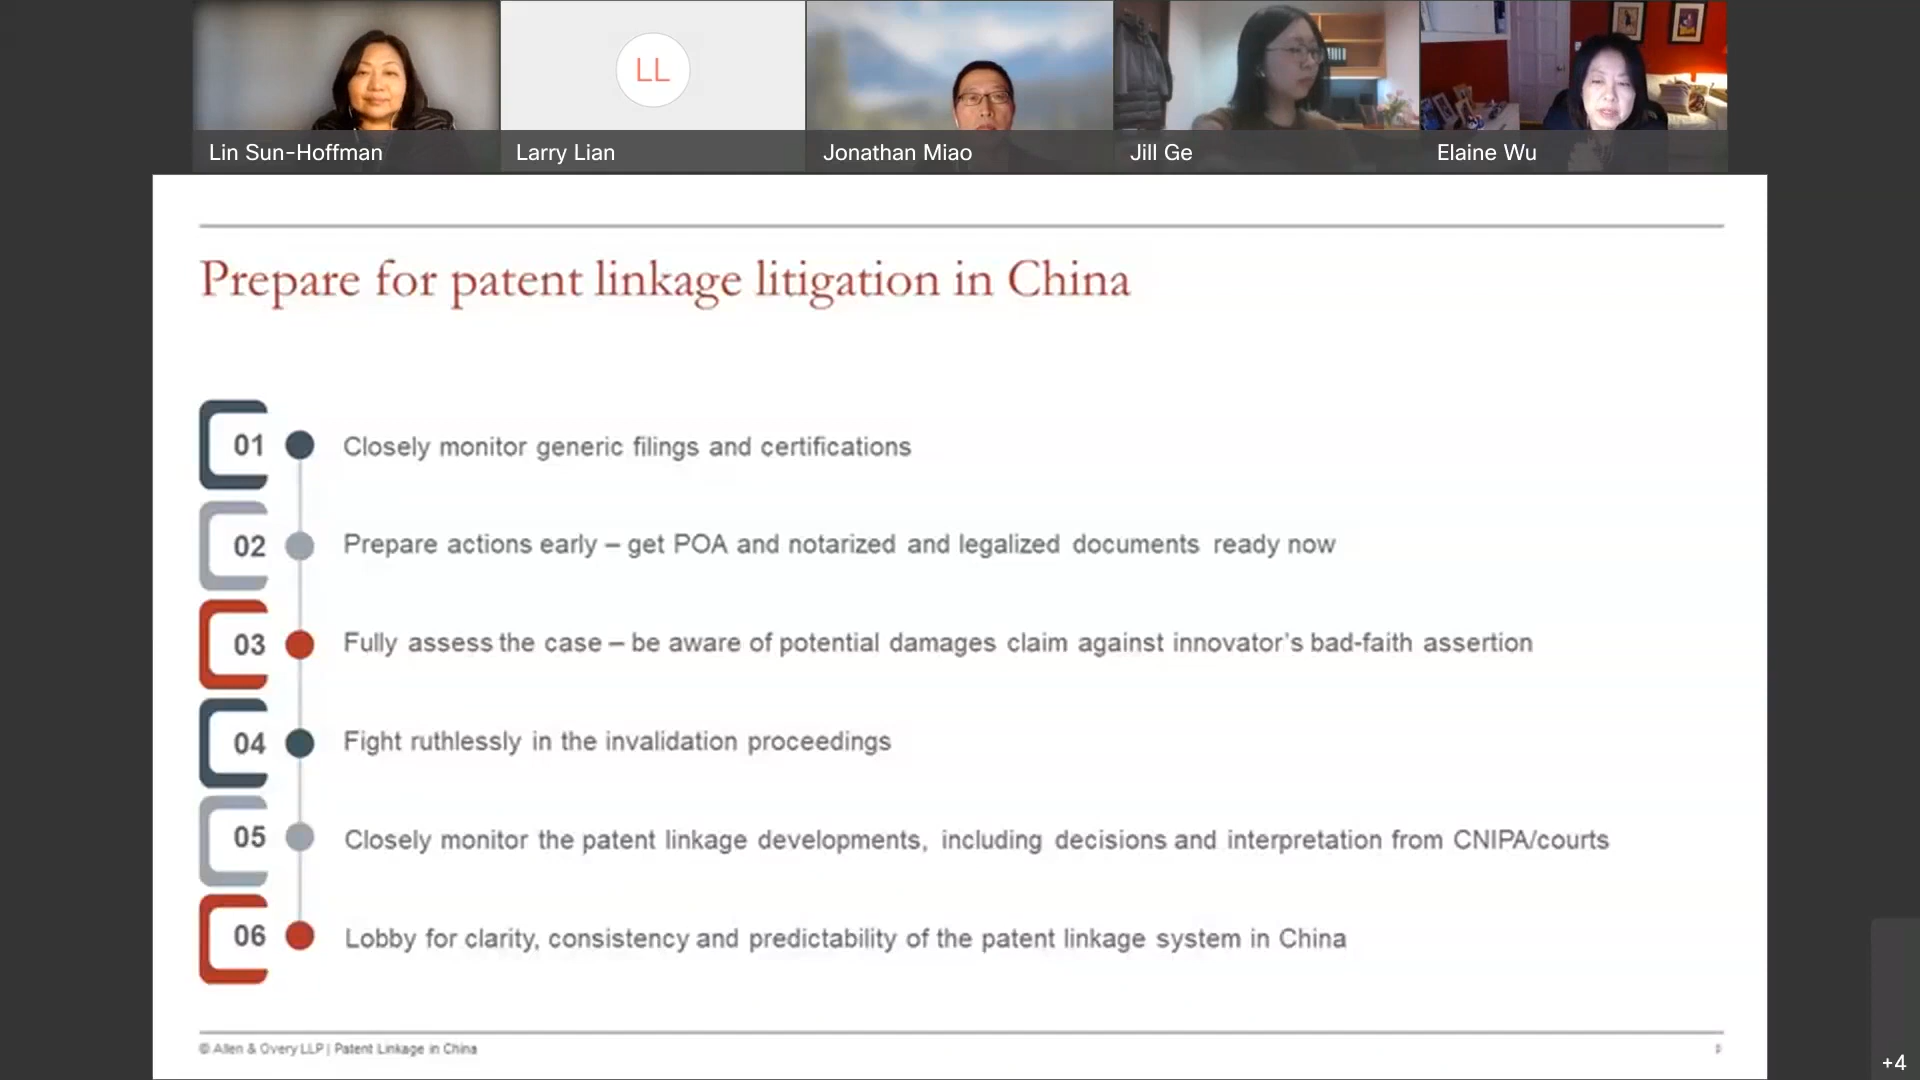 LL
Lin Sun-Hoffman
Larry Lian
Jonathan Miao
Jill Ge
Elaine Wu
Prepare for patent linkage litigation in China
01 Closely monitor generic filings and certifications
02 Prepare actions early – get POA and notarized and legalized documents ready now
03 Fully assess the case – be aware of potential damages claim against innovator's bad-faith assertion
04 Fight ruthlessly in the invalidation proceedings
05 Closely monitor the patent linkage developments, including decisions and interpretation from CNIPA/courts
06 Lobby for clarity, consistency and predictability of the patent linkage system in China
© Allen & Overy LLP | Patent Linkage in China
+4